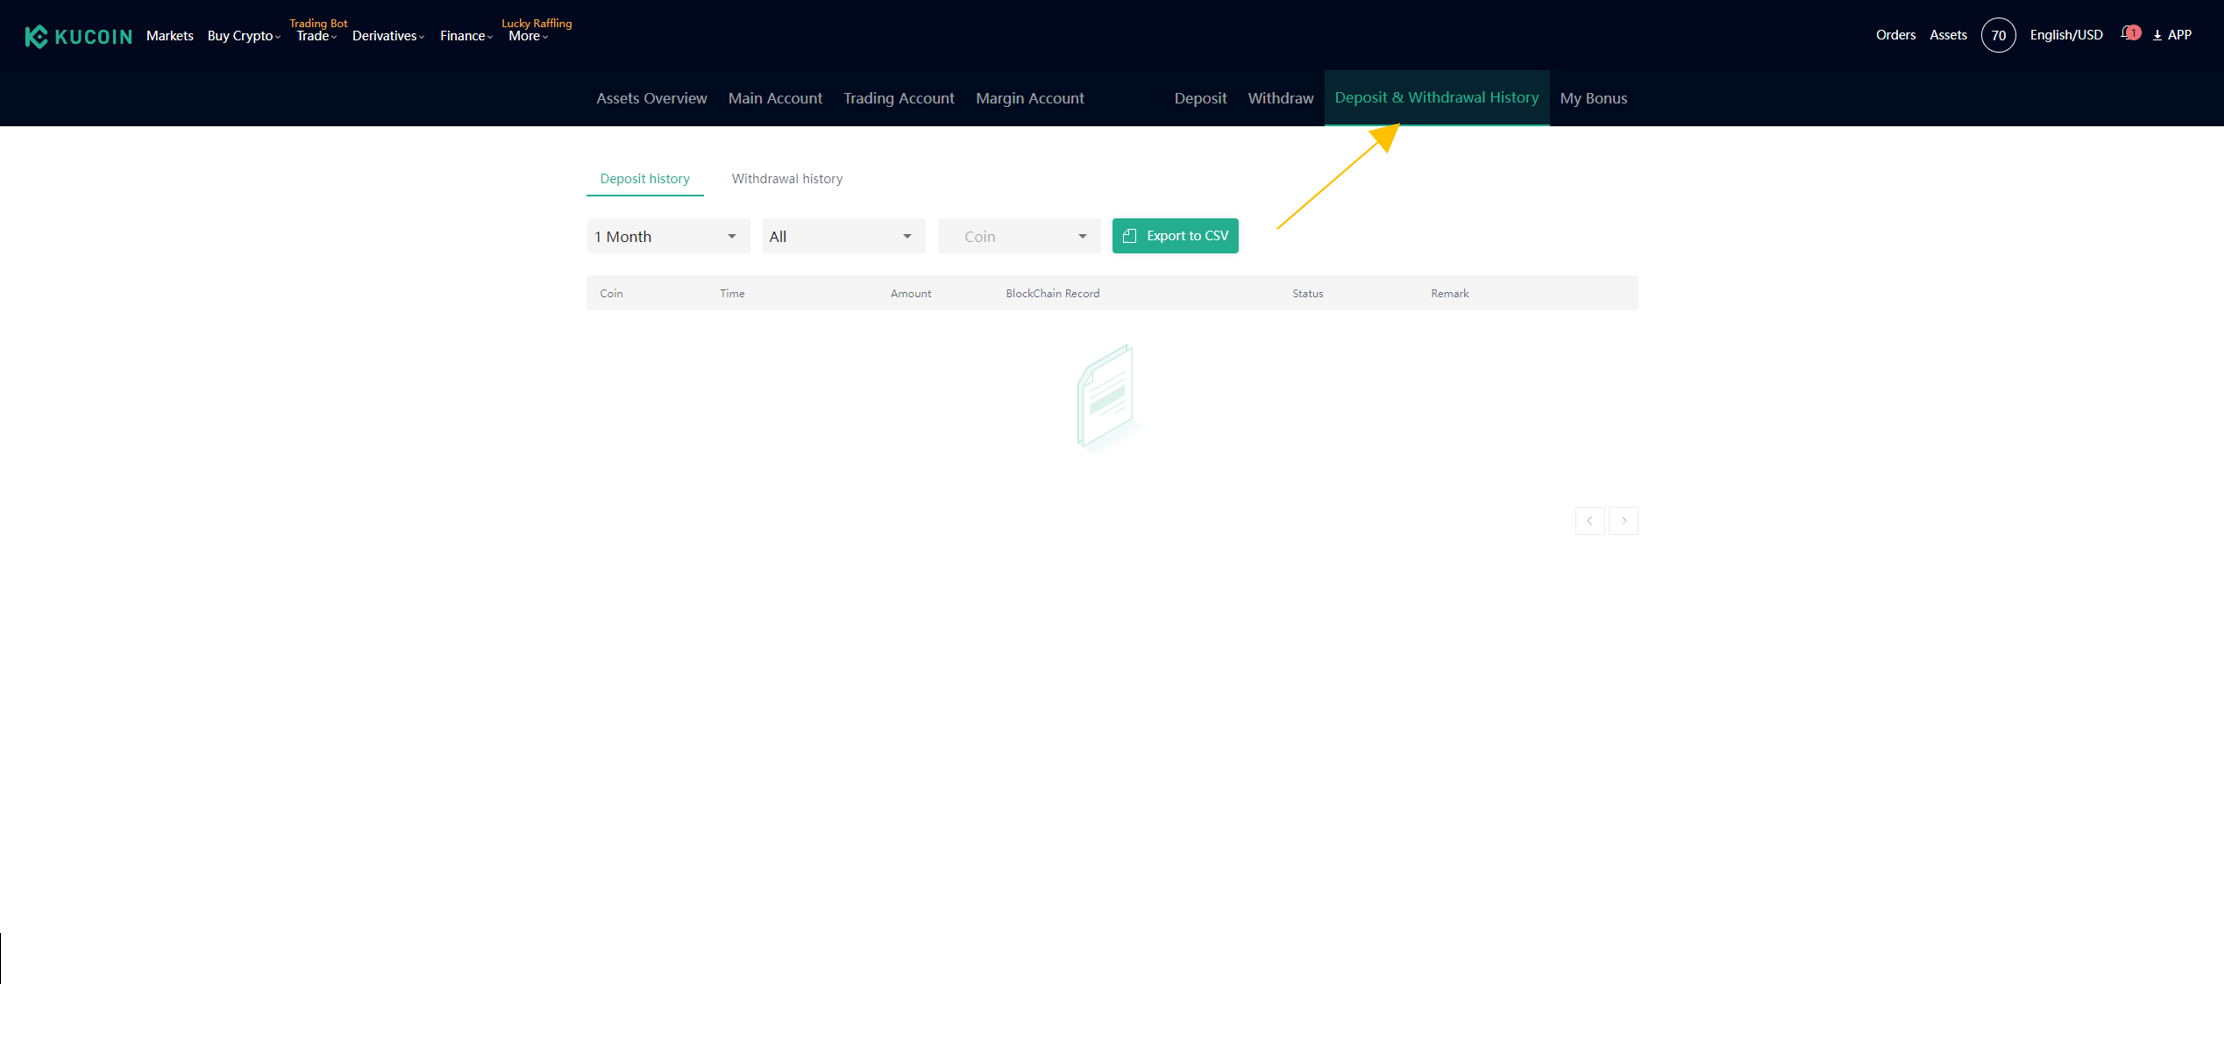 Trading Bot
Lucky Raffling
KUCOIN Markets Buy Crypto Trade Derivatives Finance More Orders Assets 70 English/USD 1 APP
Assets Overview Main Account Trading Account Margin Account Deposit Withdraw Deposit & Withdrawal History My Bonus
Deposit history Withdrawal history
1 Month All Coin Export to CSV
Coin Time Amount BlockChain Record Status Remark